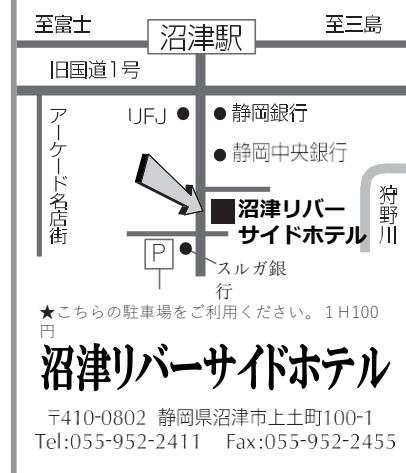 至富士
至三島
沼津駅
旧国道1号
アーケード名店街
UFJ
静岡銀行
静岡中央銀行
狩野川
沼津リバー
サイドホテル
P
スルガ銀
行
★こちらの駐車場をご利用ください。1H100
円
沼津リバーサイドホテル
〒410-0802 静岡県沼津市上土町100-1
Tel:055-952-2411 Fax:055-952-2455